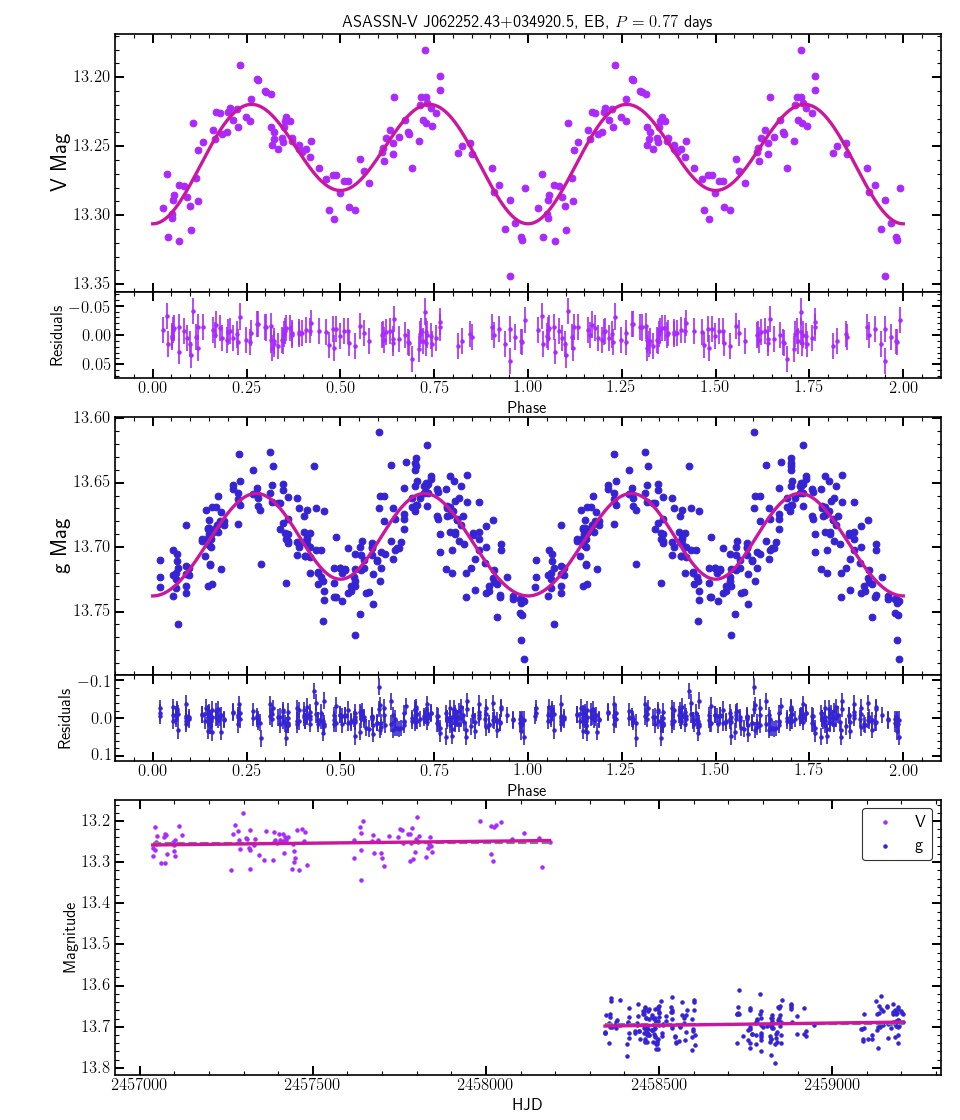 ASASSN-V J062252.43+034920.5, EB, P = 0.77 days
V Mag
13.20
13.25
13.30
13.35
Residuals
−0.05
0.00
0.05
0.00 0.25 0.50 0.75 1.00 1.25 1.50 1.75 2.00
Phase
g Mag
13.60
13.65
13.70
13.75
Residuals
−0.1
0.0
0.1
0.00 0.25 0.50 0.75 1.00 1.25 1.50 1.75 2.00
Phase
Magnitude
13.2
13.3
13.4
13.5
13.6
13.7
13.8
V
g
2457000 2457500 2458000 2458500 2459000
HJD